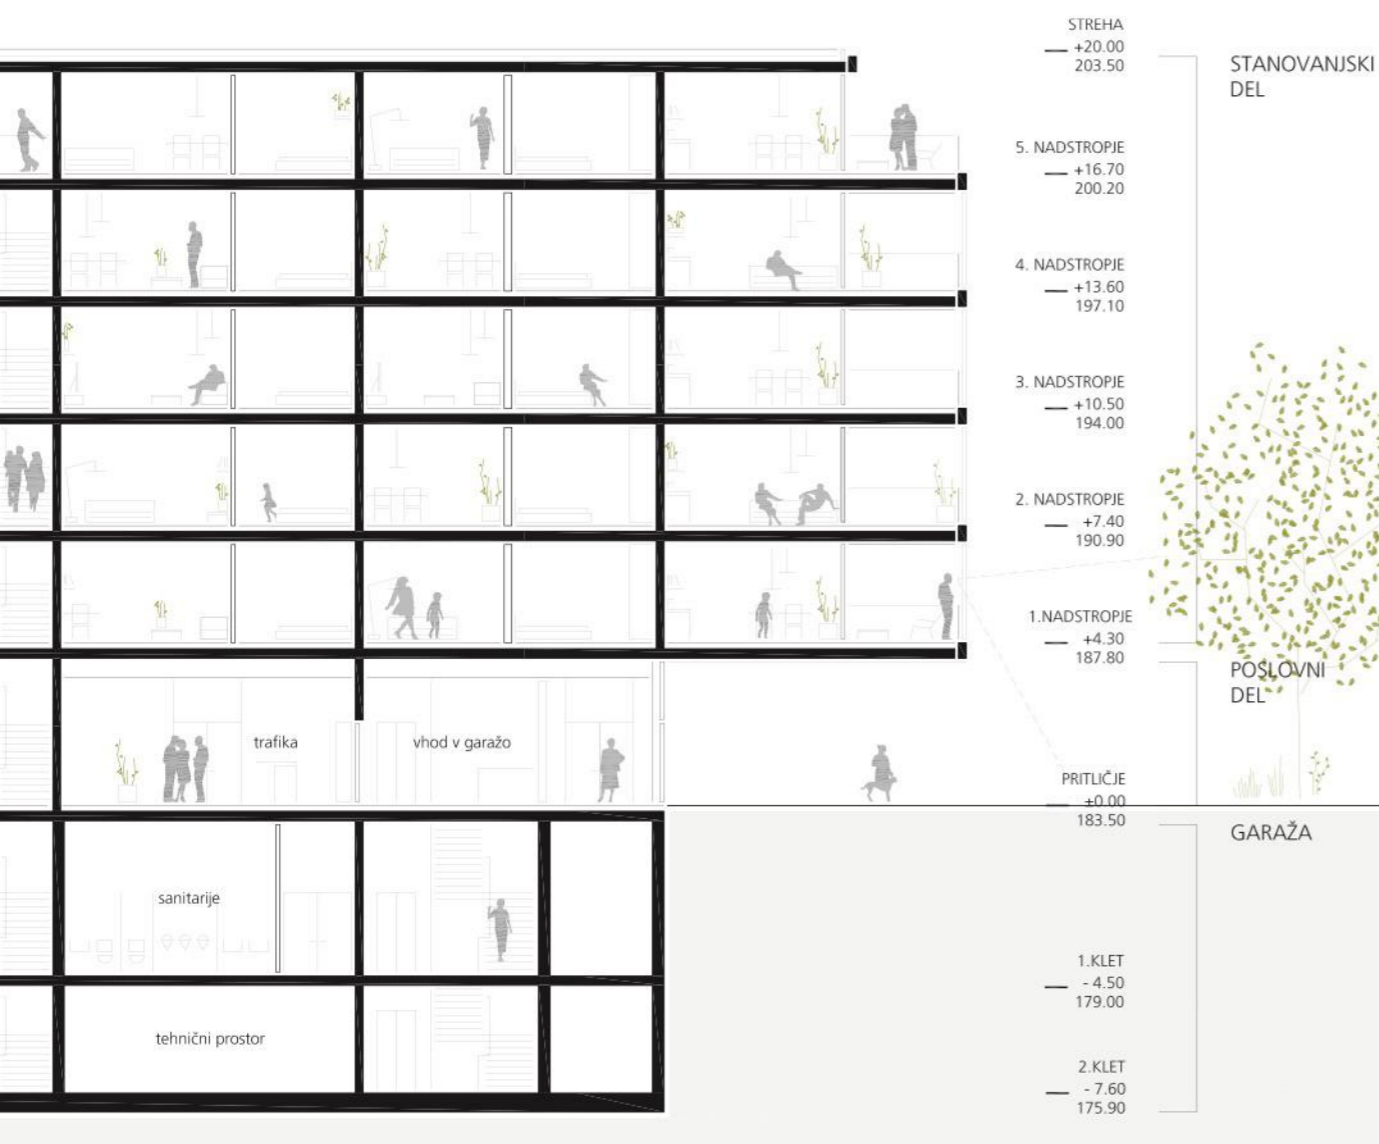 STREHA
+20.00
203.50
STANOVANJSKI
DEL
5. NADSTROPJE
+16.70
200.20
4. NADSTROPJE
+13.60
197.10
3. NADSTROPJE
+10.50
194.00
2. NADSTROPJE
+7.40
190.90
1.NADSTROPJE
+4.30
187.80
POSLOVNI
DEL
trafika
vhod v garažo
PRITLIČJE
±0.00
183.50
GARAŽA
sanitarije
1.KLET
- 4.50
179.00
tehnični prostor
2.KLET
- 7.60
175.90